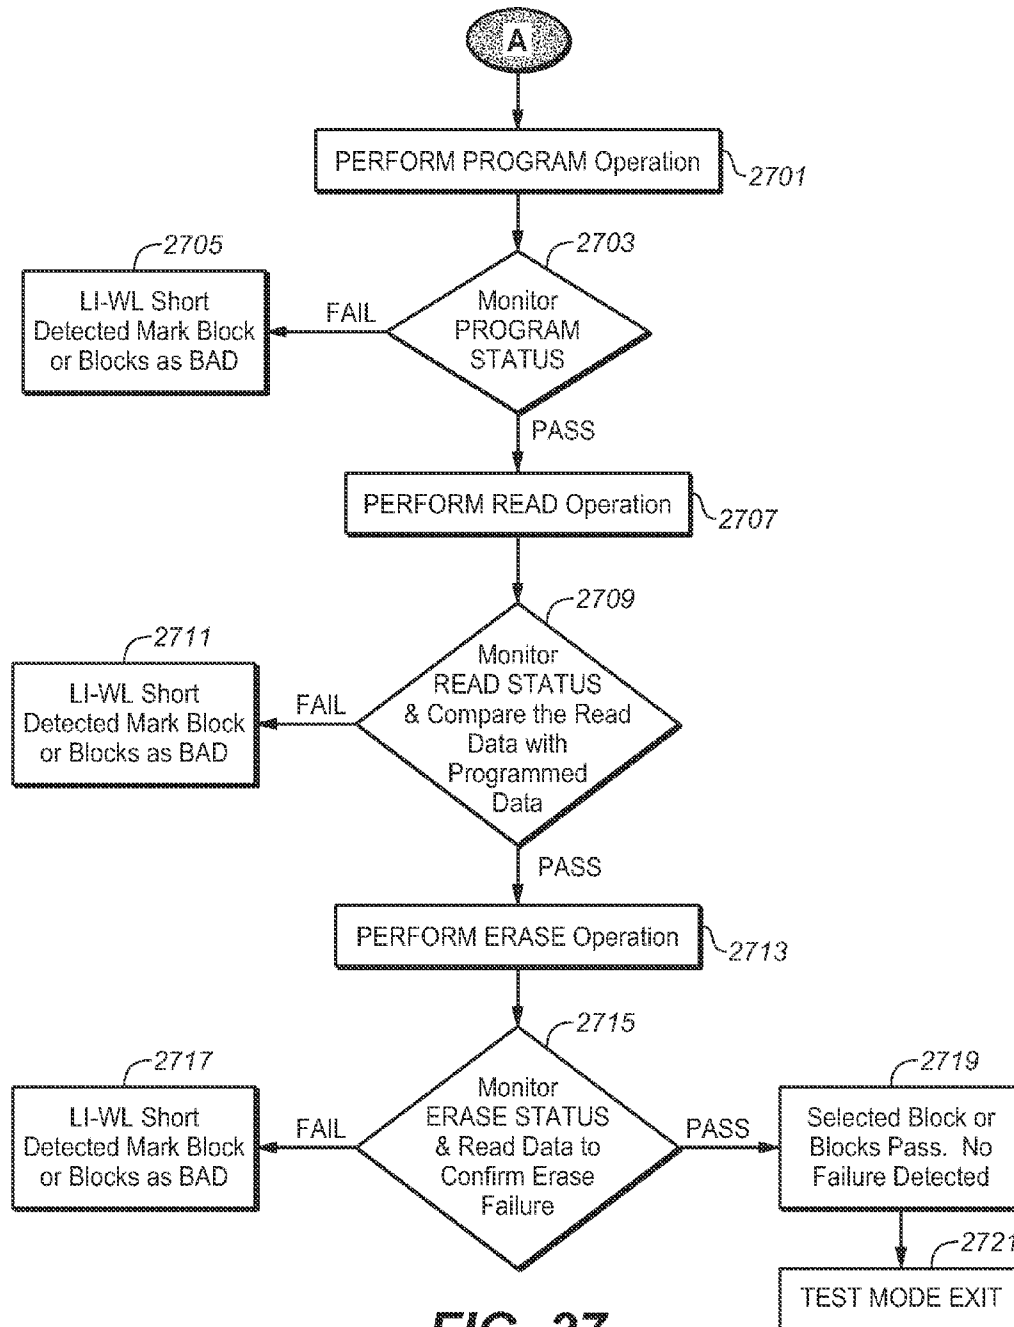 A
PERFORM PROGRAM Operation
2701
2703
2705
Monitor
PROGRAM
STATUS
FAIL
LI-WL Short
Detected Mark Block
or Blocks as BAD
PASS
PERFORM READ Operation
2707
2709
2711
Monitor
READ STATUS
& Compare the Read
Data with
Programmed
Data
FAIL
LI-WL Short
Detected Mark Block
or Blocks as BAD
PASS
PERFORM ERASE Operation
2713
2715
2717
2719
Monitor
ERASE STATUS
& Read Data to
Confirm Erase
Failure
FAIL
LI-WL Short
Detected Mark Block
or Blocks as BAD
PASS
Selected Block or
Blocks Pass. No
Failure Detected
2721
TEST MODE EXIT
FIG. 27